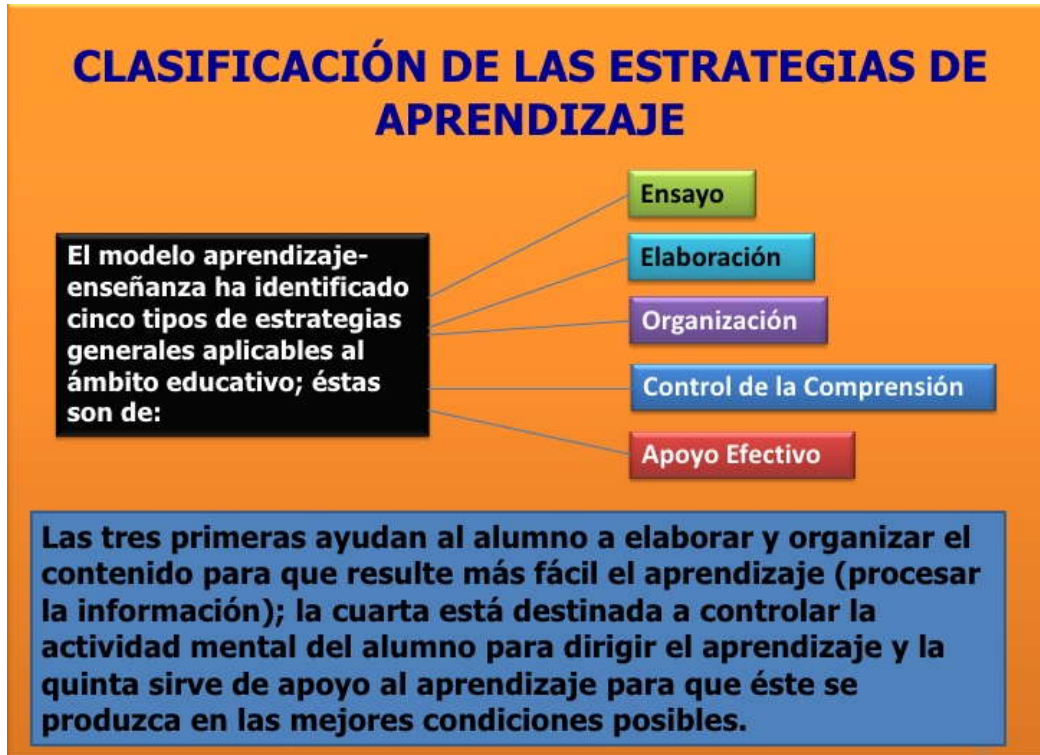 CLASIFICACIÓN DE LAS ESTRATEGIAS DE
APRENDIZAJE
El modelo aprendizaje-
enseñanza ha identificado
cinco tipos de estrategias
generales aplicables al
ámbito educativo; éstas
son de:
Ensayo
Elaboración
Organización
Control de la Comprensión
Apoyo Efectivo
Las tres primeras ayudan al alumno a elaborar y organizar el
contenido para que resulte más fácil el aprendizaje (procesar
la información); la cuarta está destinada a controlar la
actividad mental del alumno para dirigir el aprendizaje y la
quinta sirve de apoyo al aprendizaje para que éste se
produzca en las mejores condiciones posibles.